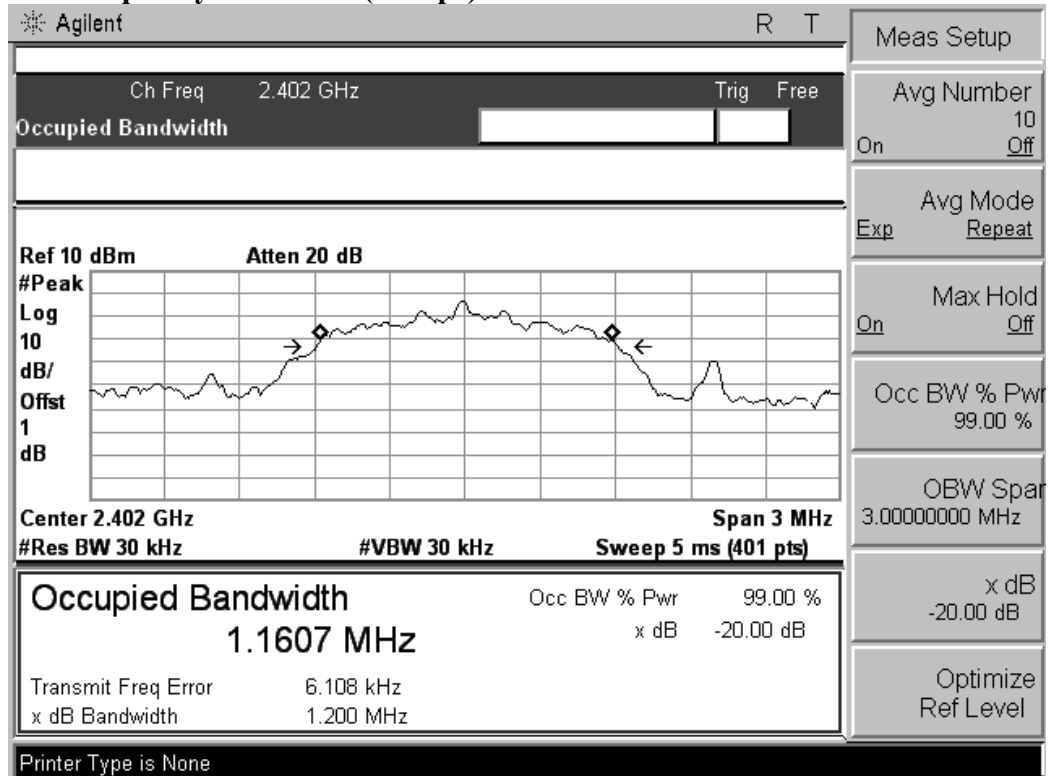 Agilent R T
Ch Freq 2.402 GHz Trig Free
Occupied Bandwidth
Ref 10 dBm Atten 20 dB
#Peak
Log
10
dB/
Offst
1
dB
Center 2.402 GHz Span 3 MHz
#Res BW 30 kHz #VBW 30 kHz Sweep 5 ms (401 pts)
Occupied Bandwidth
1.1607 MHz
Occ BW % Pwr 99.00 %
x dB -20.00 dB
Transmit Freq Error 6.108 kHz
x dB Bandwidth 1.200 MHz
Printer Type is None
Meas Setup
Avg Number
10
On Off
Avg Mode
Exp Repeat
Max Hold
On Off
Occ BW % Pwr
99.00 %
OBW Span
3.00000000 MHz
x dB
-20.00 dB
Optimize
Ref Level